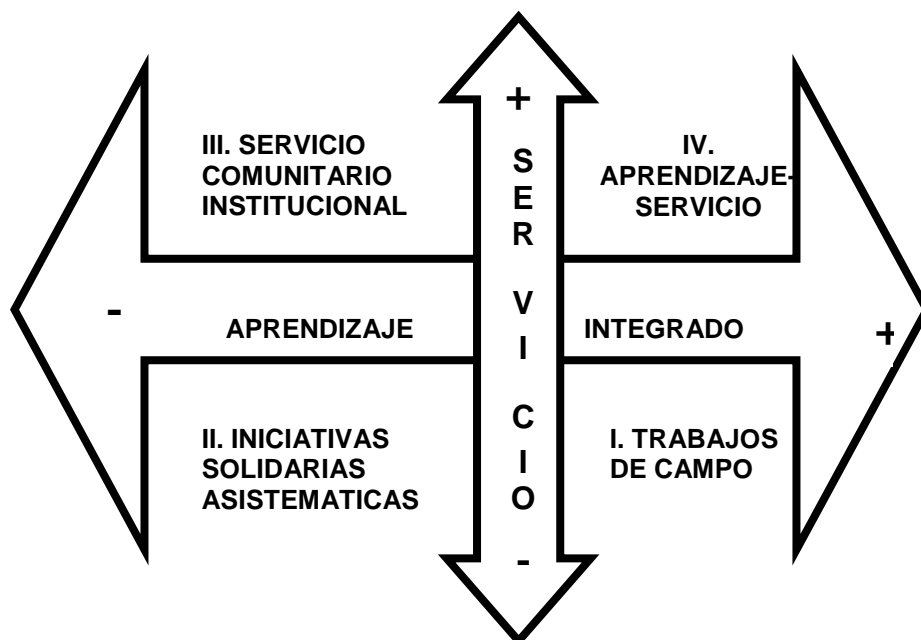 +
III. SERVICIO
COMUNITARIO
INSTITUCIONAL
S
E
R
V
I
C
I
O
-
IV.
APRENDIZAJE-
SERVICIO
-
APRENDIZAJE
INTEGRADO
+
II. INICIATIVAS
SOLIDARIAS
ASISTEMATICAS
I. TRABAJOS
DE CAMPO